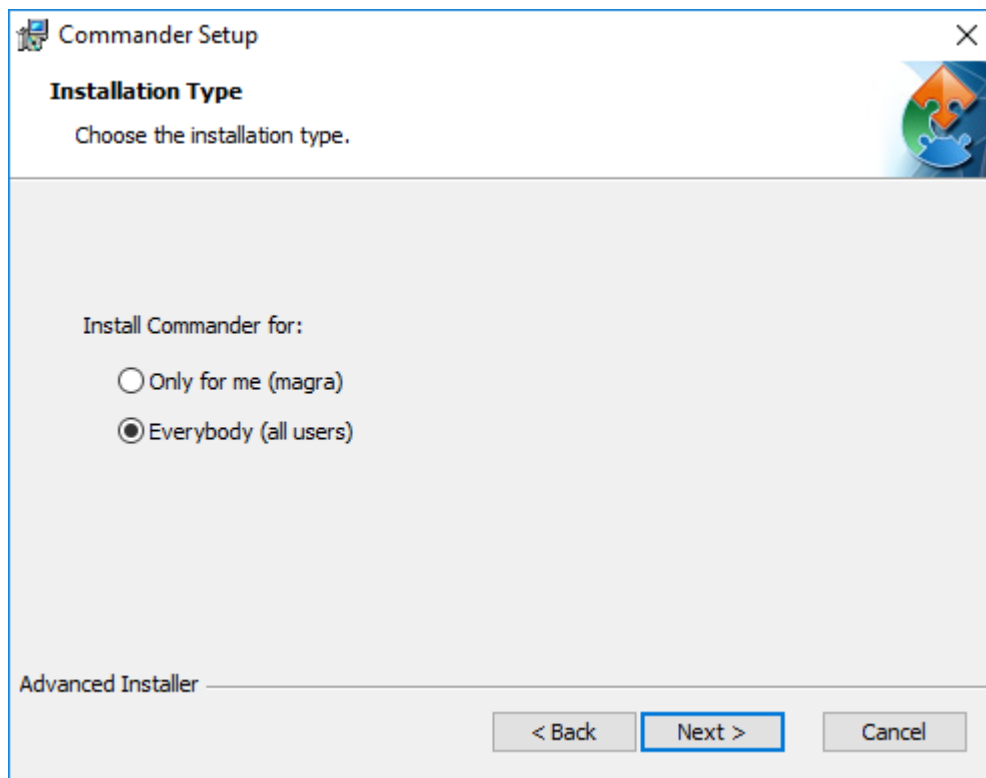 Commander Setup
Installation Type
Choose the installation type.
Install Commander for:
Only for me (magra)
Everybody (all users)
Advanced Installer
< Back
Next >
Cancel